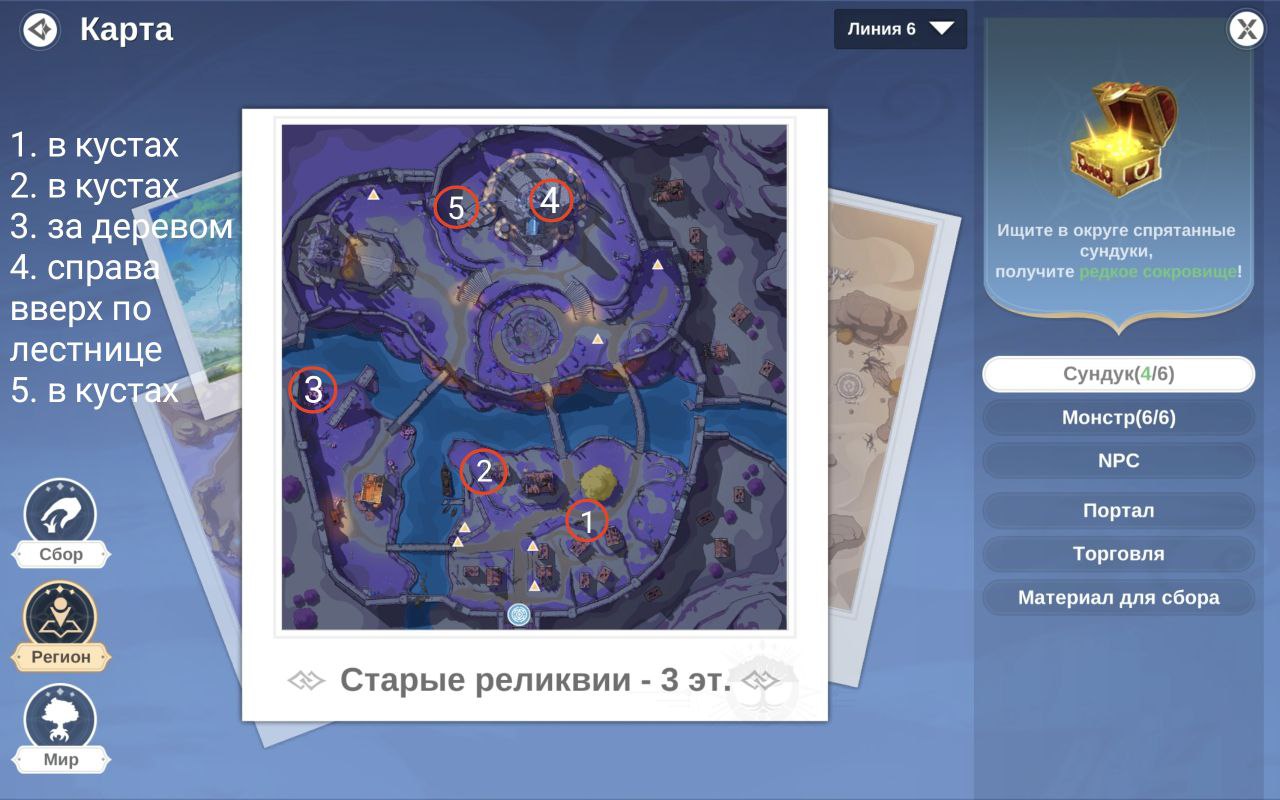 Карта
Линия 6
1. в кустах
2. в кустах
3. за деревом
4. справа
вверх по
лестнице
5. в кустах
5
4
3
2
1
Старые реликвии - 3 эт.
Сбор
Регион
Мир
Ищите в округе спрятанные
сундуки,
получите редкое сокровище!
Сундук(4/6)
Монстр(6/6)
NPC
Портал
Торговля
Материал для сбора